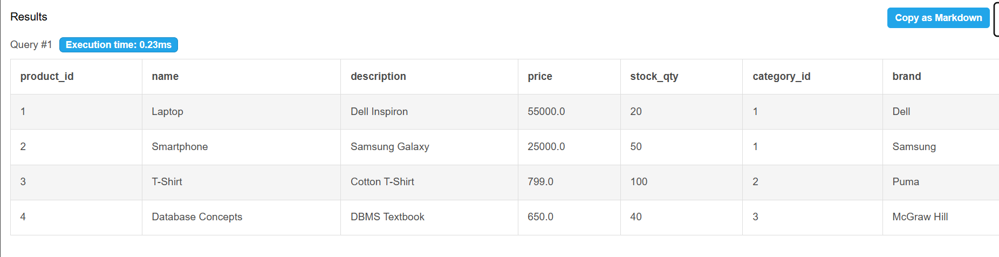 Results
Copy as Markdown
Query #1 Execution time: 0.23ms
product_id name description price stock_qty category_id brand
1 Laptop Dell Inspiron 55000.0 20 1 Dell
2 Smartphone Samsung Galaxy 25000.0 50 1 Samsung
3 T-Shirt Cotton T-Shirt 799.0 100 2 Puma
4 Database Concepts DBMS Textbook 650.0 40 3 McGraw Hill